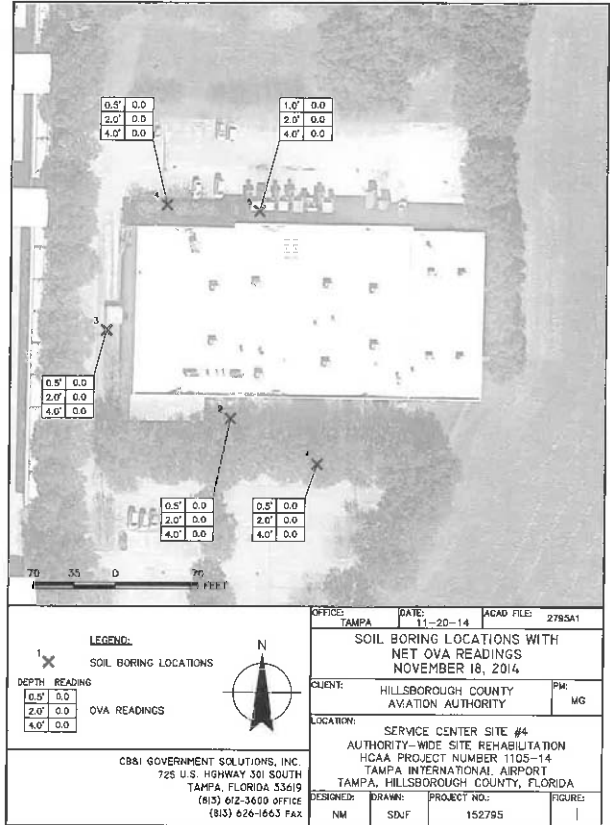 0.5' 0.0
2.0' 0.0
4.0' 0.0
1.0' 0.0
2.0' 0.0
4.0' 0.0
4
5
3
0.5' 0.0
2.0' 0.0
4.0' 0.0
2
1
0.5' 0.0
2.0' 0.0
4.0' 0.0
0.5' 0.0
2.0' 0.0
4.0' 0.0
70 35 0 70
FEET
LEGEND:
1
SOIL BORING LOCATIONS
DEPTH READING
0.5' 0.0
2.0' 0.0
4.0' 0.0
OVA READINGS
N
CB&I GOVERNMENT SOLUTIONS, INC.
725 U.S. HIGHWAY 301 SOUTH
TAMPA, FLORIDA 33619
(813) 612-3600 OFFICE
(813) 626-1663 FAX
OFFICE: TAMPA
DATE: 11-20-14
ACAD FILE: 2795A1
SOIL BORING LOCATIONS WITH
NET OVA READINGS
NOVEMBER 18, 2014
CLIENT:
HILLSBOROUGH COUNTY
AVIATION AUTHORITY
PM:
MG
LOCATION:
SERVICE CENTER SITE #4
AUTHORITY-WIDE SITE REHABILITATION
HCAA PROJECT NUMBER 1105-14
TAMPA INTERNATIONAL AIRPORT
TAMPA, HILLSBOROUGH COUNTY, FLORIDA
DESIGNED: NM
DRAWN: SDJF
PROJECT NO.: 152795
FIGURE: 1